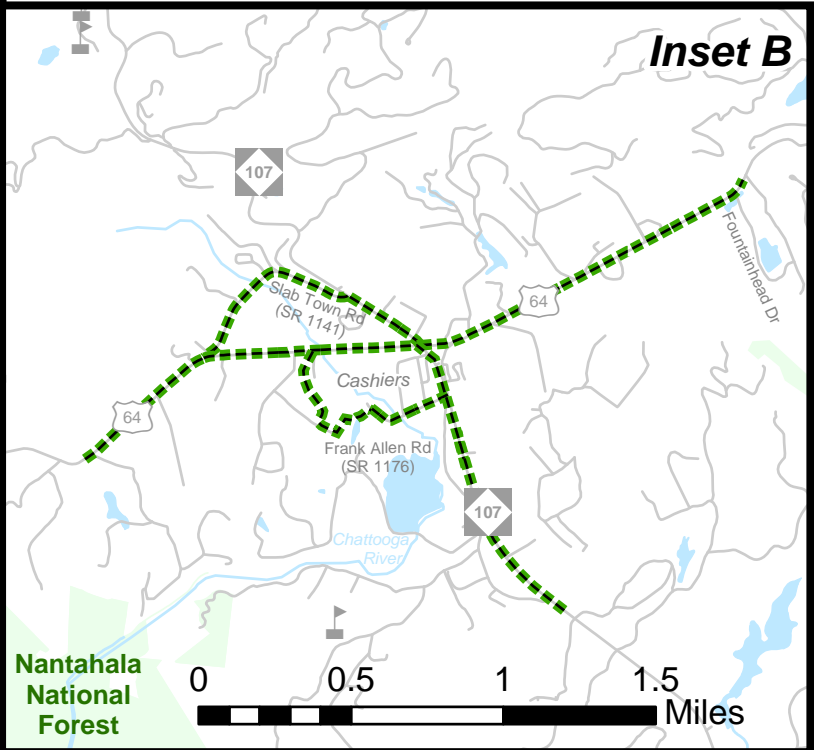 Inset B
107
Fountainhead Dr
64
Slab Town Rd
(SR 1141)
Cashiers
64
Frank Allen Rd
(SR 1176)
107
Chattooga
River
Nantahala
National
Forest
0 0.5 1 1.5
Miles